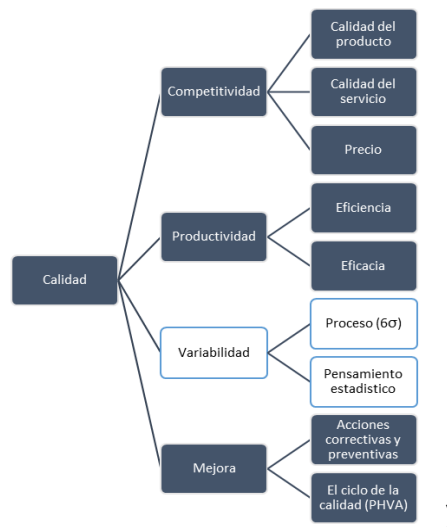 Calidad
Competitividad
Calidad del
producto
Calidad del
servicio
Precio
Productividad
Eficiencia
Eficacia
Variabilidad
Proceso (6σ)
Pensamiento
estadistico
Mejora
Acciones
correctivas y
preventivas
El ciclo de la
calidad (PHVA)